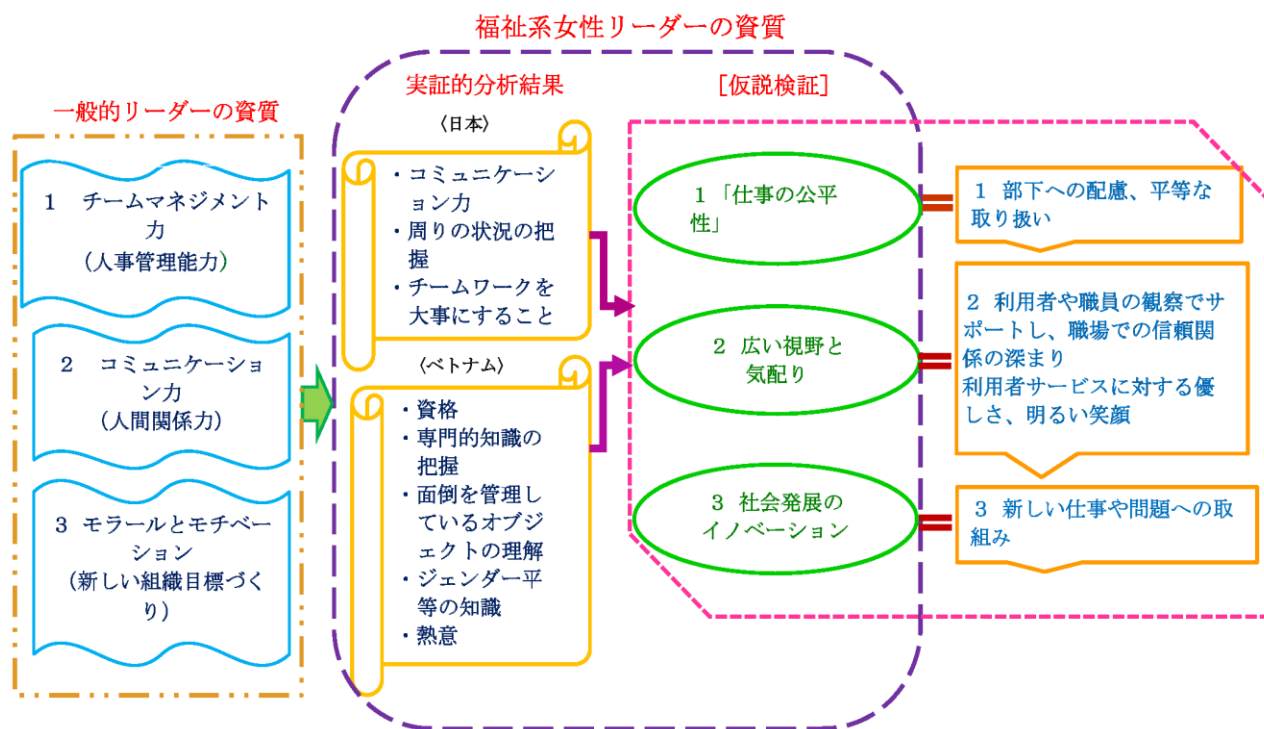 福祉系女性リーダーの資質
一般的リーダーの資質
1 チームマネジメント
力
(人事管理能力)
2 コミュニケーション
力
(人間関係力)
3 モラールとモチベー
ション
(新しい組織目標づく
り)
実証的分析結果
〈日本〉
・コミュニケーシ
ョン力
・周りの状況の把
握
・チームワークを
大事にすること
〈ベトナム〉
・資格
・専門的知識の
把握
・面倒を管理し
ているオブジ
ェクトの理解
・ジェンダー平
等の知識
・熱意
[仮説検証]
1「仕事の公平
性」
2 広い視野と
気配り
3 社会発展の
イノベーション
1 部下への配慮、平等な
取り扱い
2 利用者や職員の観察でサ
ポートし、職場での信頼関
係の深まり
利用者サービスに対する優
しさ、明るい笑顔
3 新しい仕事や問題への取
組み